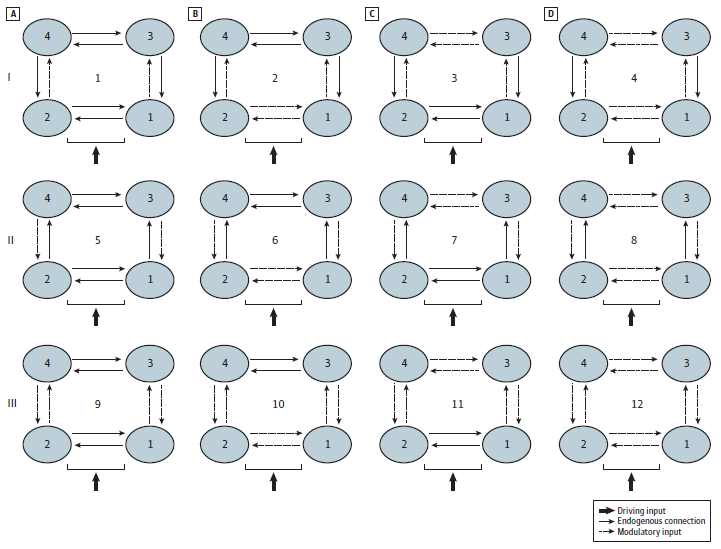 A B C D
4 3 4 3 4 3 4 3
I 1 2 3 4
2 1 2 1 2 1 2 1
4 3 4 3 4 3 4 3
II 5 6 7 8
2 1 2 1 2 1 2 1
4 3 4 3 4 3 4 3
III 9 10 11 12
2 1 2 1 2 1 2 1
Driving input
Endogenous connection
Modulatory input